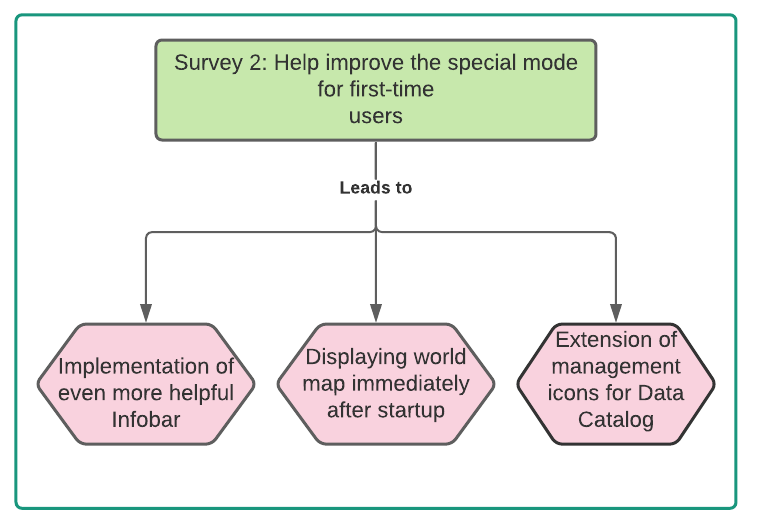 Survey 2: Help improve the special mode
for first-time
users
Leads to
Implementation of
even more helpful
Infobar
Displaying world
map immediately
after startup
Extension of
management
icons for Data
Catalog